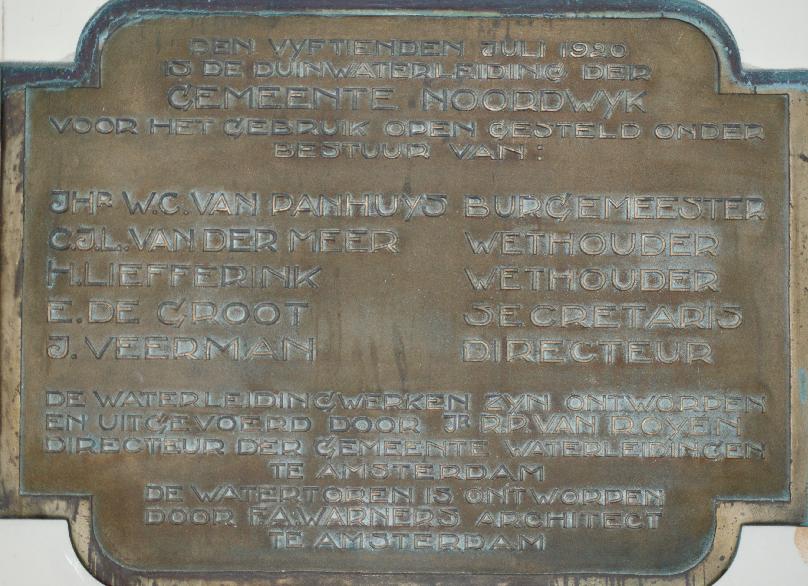 DEN VYFTIENDEN JULI 1920
IS DE DUINWATERLEIDING DER
GEMEENTE NOORDWYK
VOOR HET GEBRUIK OPEN GESTELD ONDER
BESTUUR VAN:
JHR W.C. VAN PANHUYS BURGEMEESTER
C.J.L. VAN DER MEER WETHOUDER
H. LIEFFERINK WETHOUDER
E. DE GROOT SECRETARIS
J. VEERMAN DIRECTEUR
DE WATERLEIDINGWERKEN ZYN ONTWORPEN
EN UITGEVOERD DOOR JR R.P. VAN ROYEN
DIRECTEUR DER GEMEENTE WATERLEIDINGEN
TE AMSTERDAM
DE WATERTOREN IS ONTWORPEN
DOOR F.A. WARNERS ARCHITECT
TE AMSTERDAM